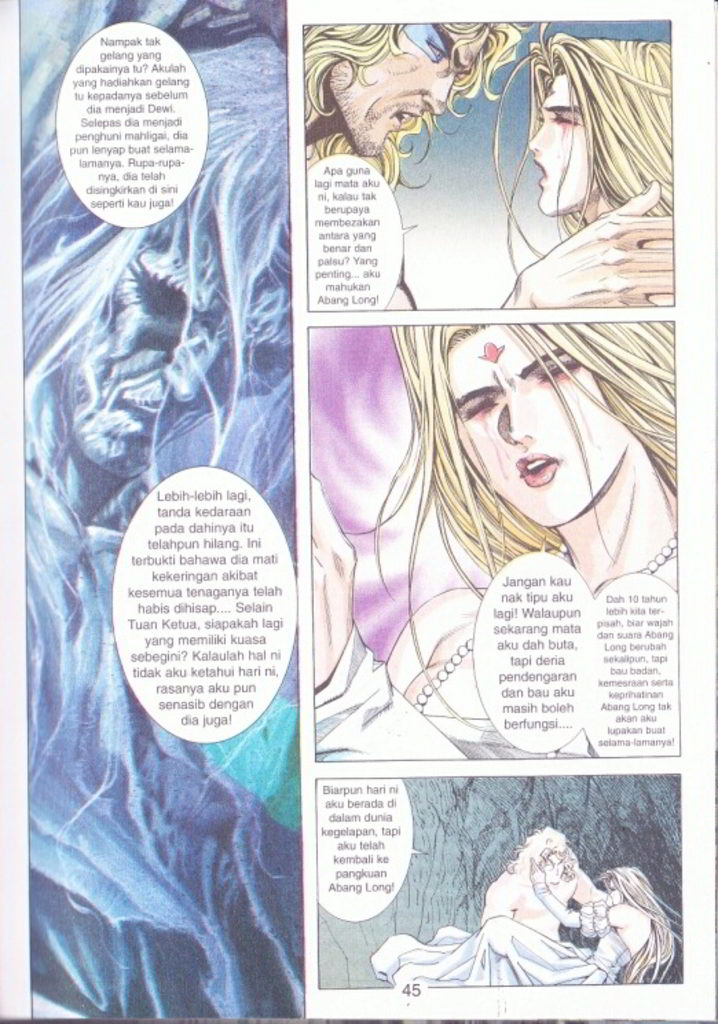 Nampak tak
gelang yang
dipakainya tu? Akulah
yang hadiahkan gelang
tu kepadanya sebelum
dia menjadi Dewi.
Selepas dia menjadi
penghuni mahligai, dia
pun lenyap buat selama-
lamanya. Rupa-rupa-
nya, dia telah
disingkirkan di sini
seperti kau juga!
Lebih-lebih lagi,
tanda kedaraan
pada dahinya itu
telahpun hilang. Ini
terbukti bahawa dia mati
kekeringan akibat
kesemua tenaganya telah
habis dihisap.... Selain
Tuan Ketua, siapakah lagi
yang memiliki kuasa
sebegini? Kalaulah hal ni
tidak aku ketahui hari ni,
rasanya aku pun
senasib dengan
dia juga!
Apa guna
lagi mata aku
ni, kalau tak
berupaya
membezakan
antara yang
benar dan
palsu? Yang
penting... aku
mahukan
Abang Long!
Jangan kau
nak tipu aku
lagi! Walaupun
sekarang mata
aku dah buta,
tapi deria
pendengaran
dan bau aku
masih boleh
berfungsi....
Dah 10 tahun
lebih kita ter-
pisah, biar wajah
dan suara Abang
Long berubah
sekalipun, tapi
bau badan,
kemesraan serta
keprihatinan
Abang Long tak
akan aku
lupakan buat
selama-lamanya!
Biarpun hari ni
aku berada di
dalam dunia
kegelapan, tapi
aku telah
kembali ke
pangkuan
Abang Long!
45